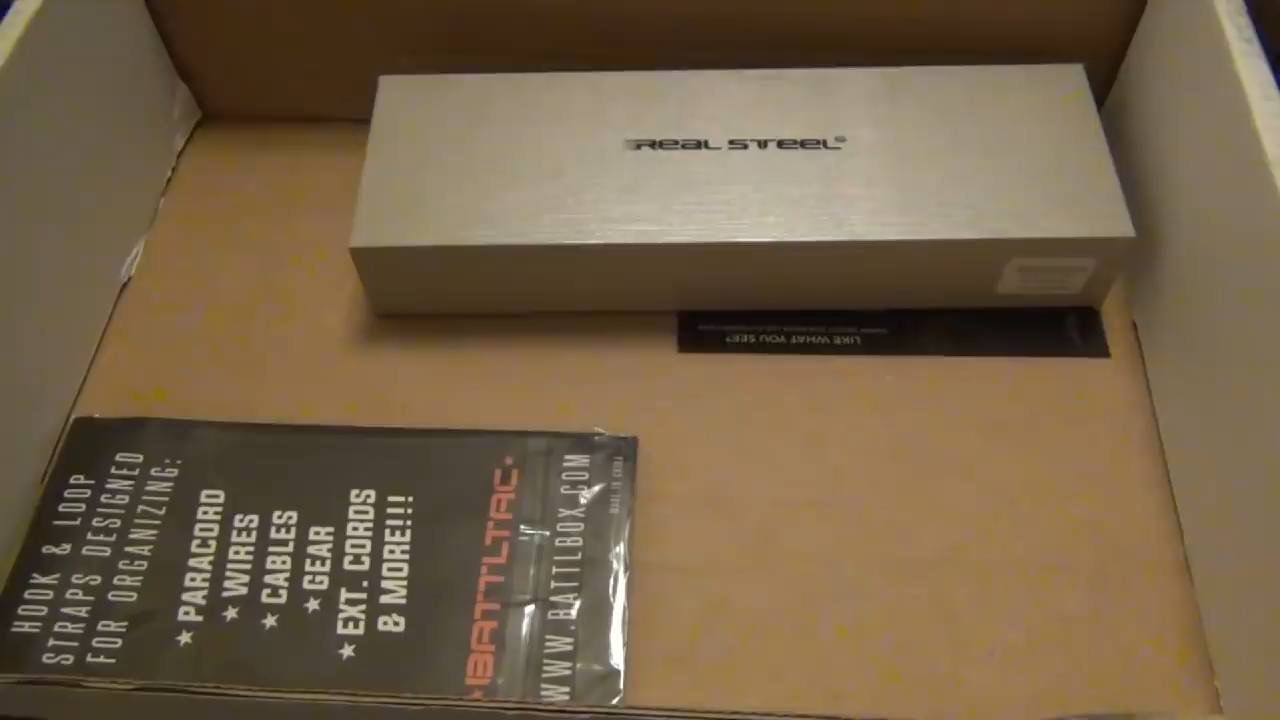 REAL STEEL®
LIKE WHAT YOU SEE?
HOOK & LOOP
STRAPS DESIGNED
FOR ORGANIZING:
★ PARACORD
★ WIRES
★ CABLES
★ GEAR
★ EXT. CORDS
& MORE!!!
★BATTLTAC★
WWW.BATTLBOX.COM
MADE IN CHINA